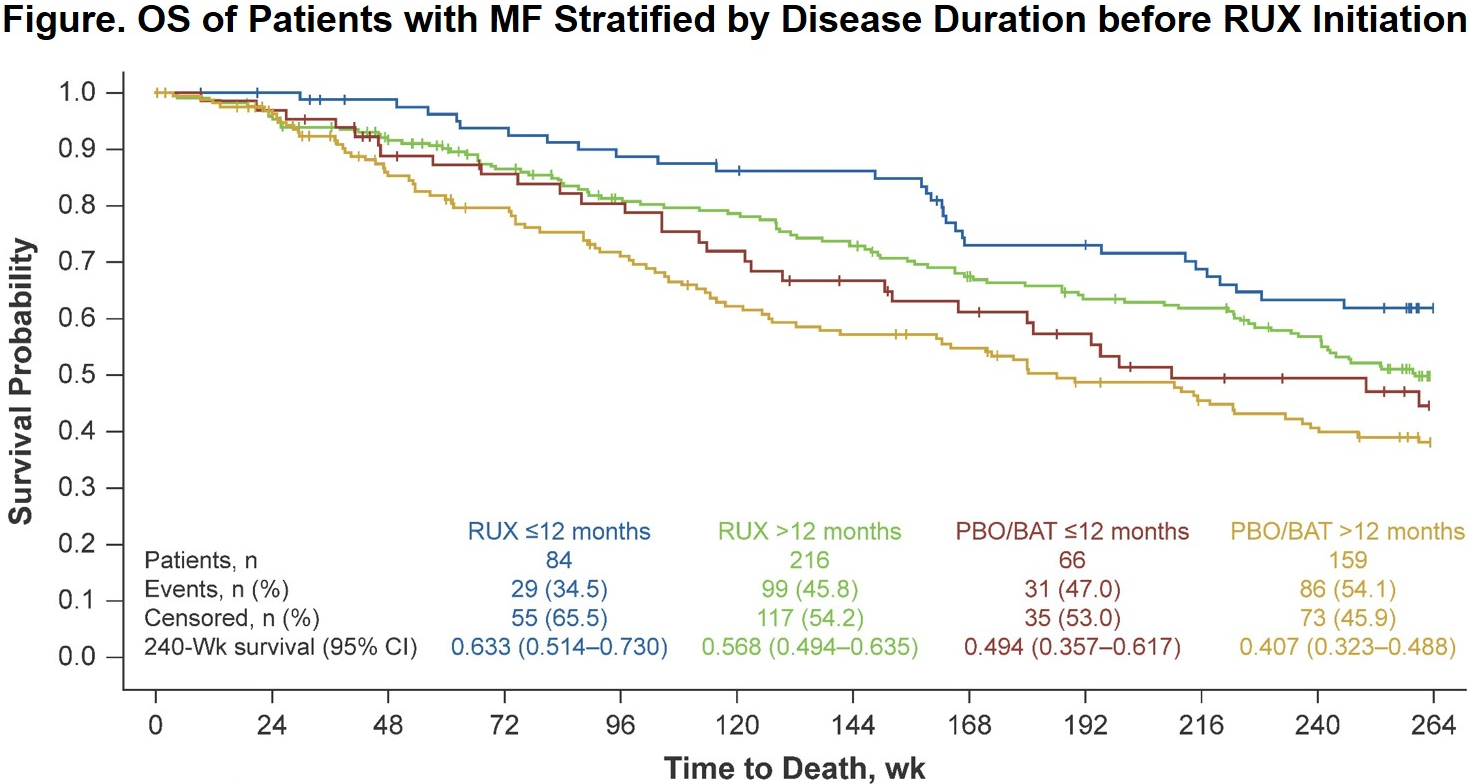 Figure. OS of Patients with MF Stratified by Disease Duration before RUX Initiation
Survival Probability
1.0
0.9
0.8
0.7
0.6
0.5
0.4
0.3
0.2
0.1
0.0
RUX ≤12 months RUX >12 months PBO/BAT ≤12 months PBO/BAT >12 months
Patients, n 84 216 66 159
Events, n (%) 29 (34.5) 99 (45.8) 31 (47.0) 86 (54.1)
Censored, n (%) 55 (65.5) 117 (54.2) 35 (53.0) 73 (45.9)
240-Wk survival (95% CI) 0.633 (0.514–0.730) 0.568 (0.494–0.635) 0.494 (0.357–0.617) 0.407 (0.323–0.488)
0 24 48 72 96 120 144 168 192 216 240 264
Time to Death, wk